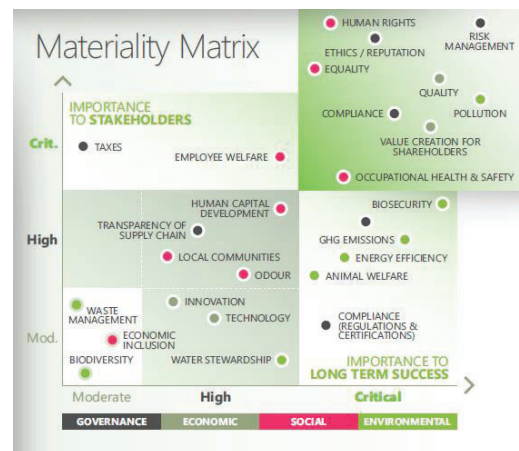 Materiality Matrix
HUMAN RIGHTS
ETHICS / REPUTATION
RISK
MANAGEMENT
EQUALITY
QUALITY
POLLUTION
COMPLIANCE
VALUE CREATION FOR
SHAREHOLDERS
OCCUPATIONAL HEALTH & SAFETY
IMPORTANCE
TO STAKEHOLDERS
Crit.
TAXES
EMPLOYEE WELFARE
High
HUMAN CAPITAL
DEVELOPMENT
TRANSPARENCY OF
SUPPLY CHAIN
LOCAL COMMUNITIES
ODOUR
BIOSECURITY
GHG EMISSIONS
ENERGY EFFICIENCY
ANIMAL WELFARE
Mod.
WASTE
MANAGEMENT
ECONOMIC
INCLUSION
BIODIVERSITY
INNOVATION
TECHNOLOGY
WATER STEWARDSHIP
COMPLIANCE
(REGULATIONS &
CERTIFICATIONS)
IMPORTANCE TO
LONG TERM SUCCESS
Moderate
High
Critical
GOVERNANCE
ECONOMIC
SOCIAL
ENVIRONMENTAL